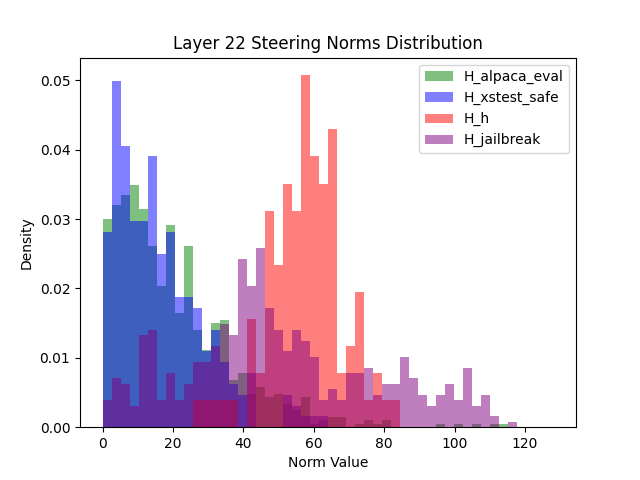 Layer 22 Steering Norms Distribution
H_alpaca_eval
H_xstest_safe
H_h
H_jailbreak
Density
0.05
0.04
0.03
0.02
0.01
0.00
0
20
40
60
80
100
120
Norm Value